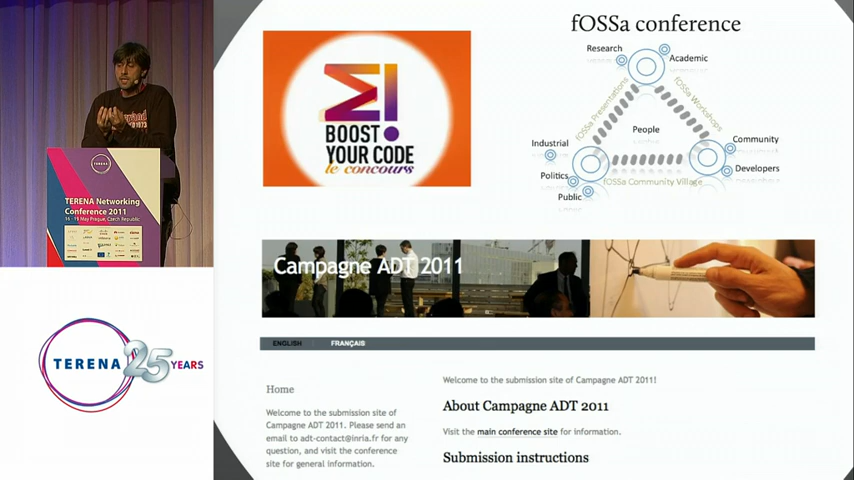 TERENA
TERENA Networking
Conference 2011
16 - 19 May Prague, Czech Republic
TERENA 25 YEARS
BOOST
YOUR CODE
le concours
fOSSa conference
Research
Academic
fOSSa Presentations
fOSSa Workshops
People
Industrial
Community
Politics
Developers
fOSSa Community Village
Public
Campagne ADT 2011
ENGLISH
FRANÇAIS
Home
Welcome to the submission site of
Campagne ADT 2011. Please send an
email to adt-contact@inria.fr for any
question, and visit the conference
site for general information.
Welcome to the submission site of Campagne ADT 2011!
About Campagne ADT 2011
Visit the main conference site for information.
Submission instructions